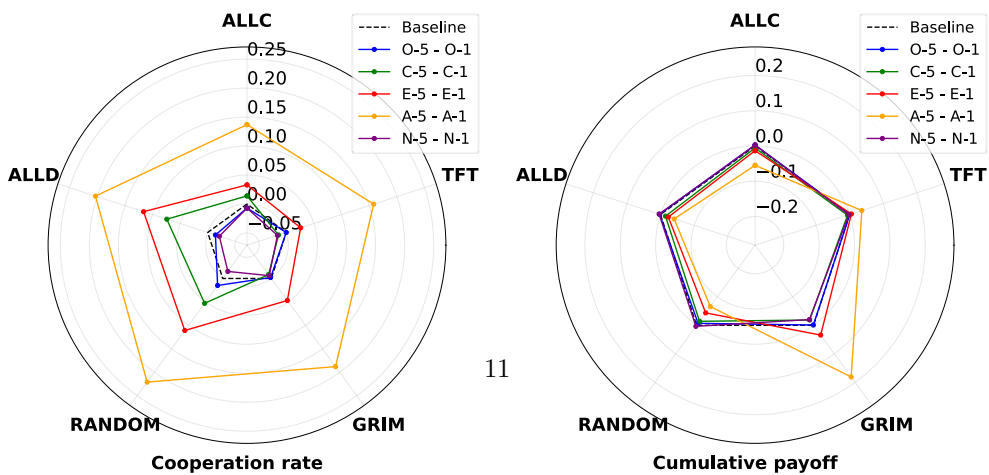 ALLC
0.25
0.20
0.15
0.10
0.05
0.00
−0.05
ALLD
TFT
RANDOM
GRIM
Cooperation rate
Baseline
O-5 - O-1
C-5 - C-1
E-5 - E-1
A-5 - A-1
N-5 - N-1
11
ALLC
0.2
0.1
0.0
−0.1
−0.2
ALLD
TFT
RANDOM
GRIM
Cumulative payoff
Baseline
O-5 - O-1
C-5 - C-1
E-5 - E-1
A-5 - A-1
N-5 - N-1